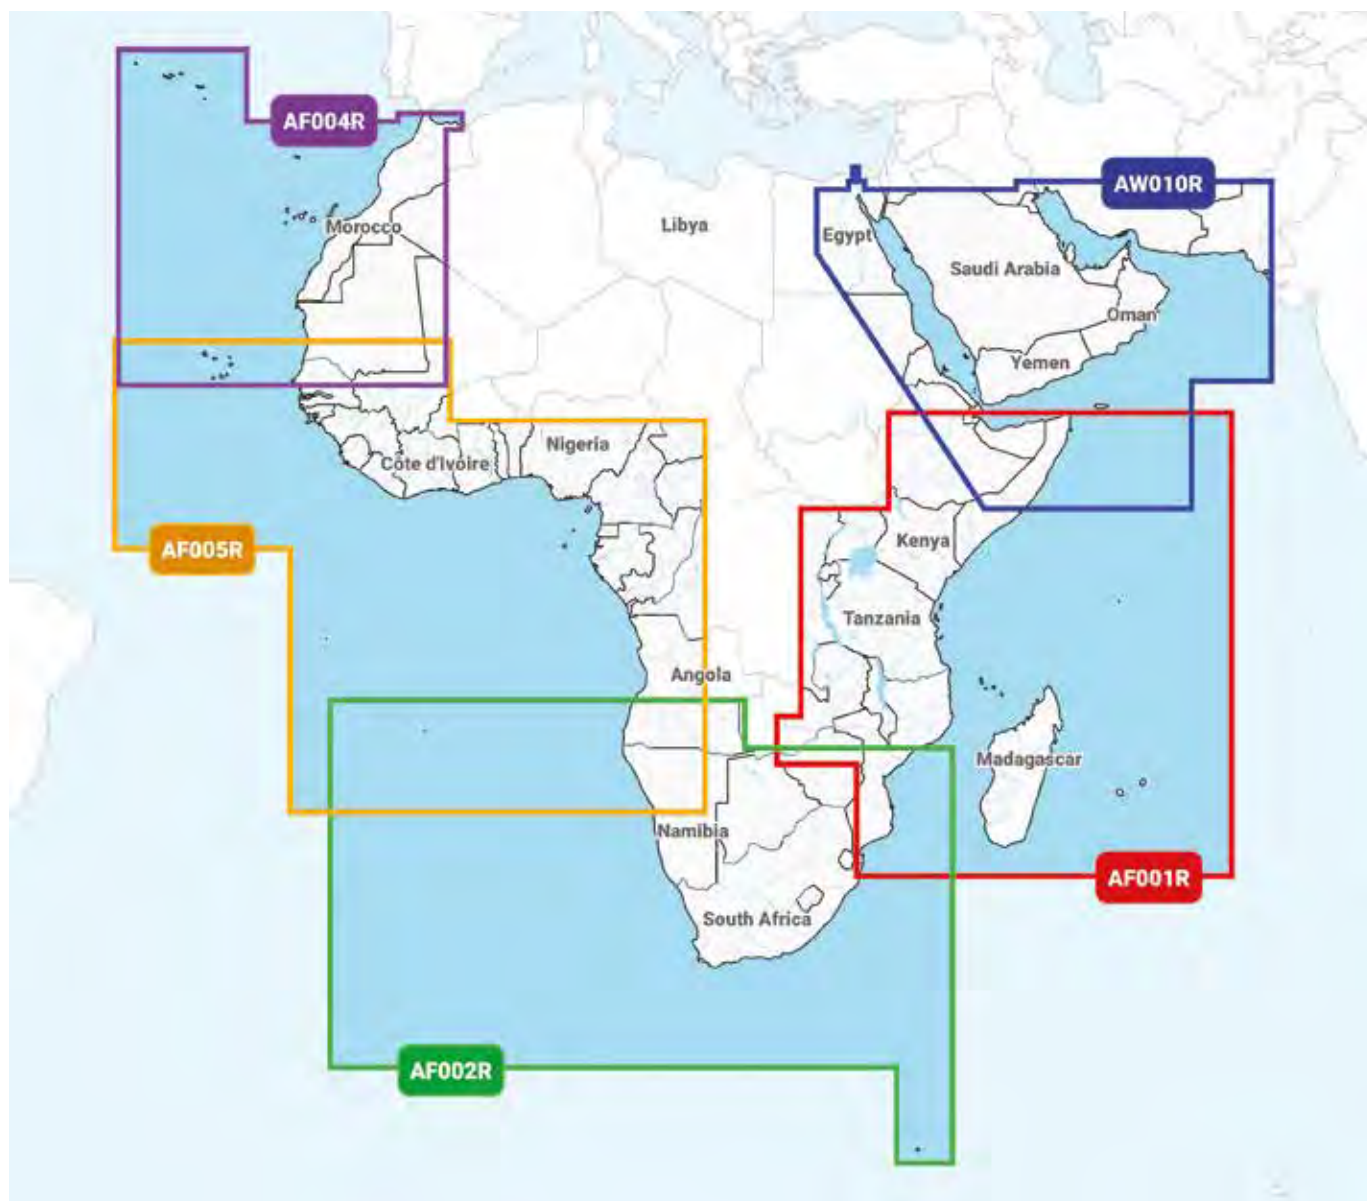 AF004R
AW010R
Morocco
Libya
Egypt
Saudi Arabia
Oman
Yemen
Nigeria
Côte d'Ivoire
AF005R
Kenya
Tanzania
Angola
Madagascar
Namibia
AF001R
South Africa
AF002R